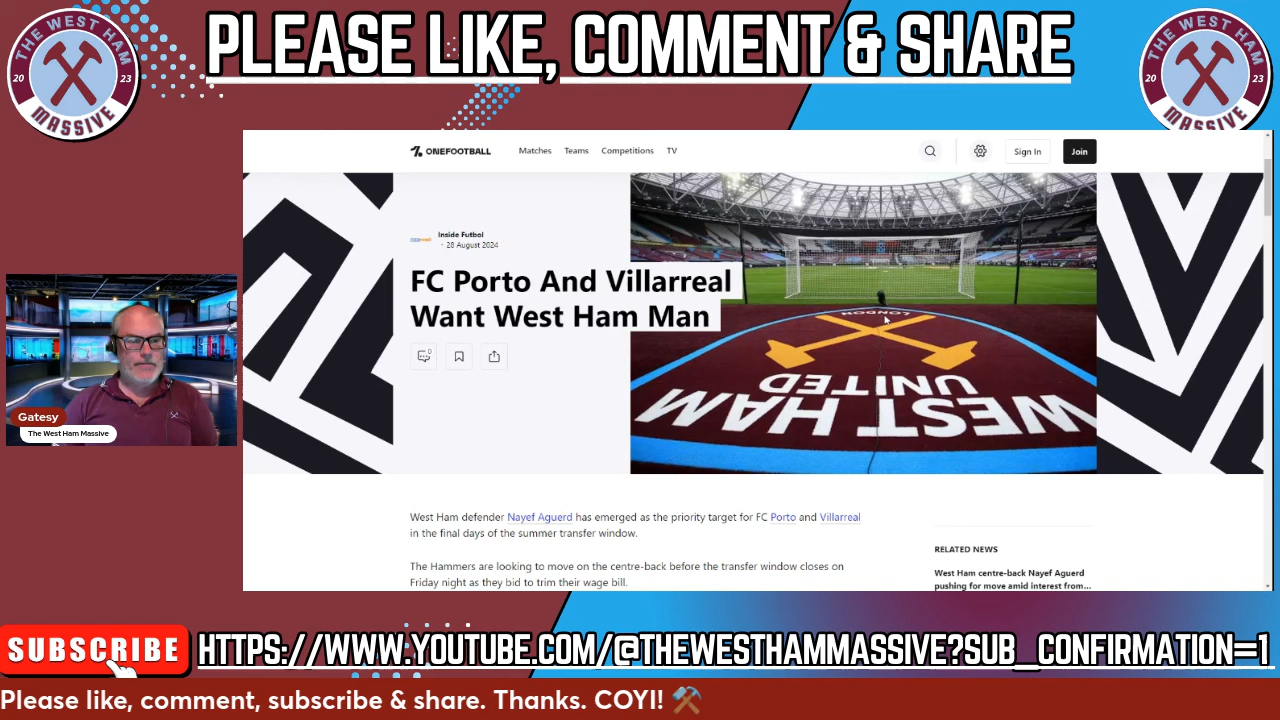 PLEASE LIKE, COMMENT & SHARE
THE WEST HAM
20 23
MASSIVE
THE WEST HAM
20 23
MASSIVE
ONEFOOTBALL
Matches Teams Competitions TV
Sign In
Join
Inside Futbol
· 28 August 2024
FC Porto And Villarreal
Want West Ham Man
0
LONDON
UNITED
WEST HAM
Gatesy
The West Ham Massive
West Ham defender Nayef Aguerd has emerged as the priority target for FC Porto and Villarreal
in the final days of the summer transfer window.
The Hammers are looking to move on the centre-back before the transfer window closes on
Friday night as they bid to trim their wage bill.
RELATED NEWS
West Ham centre-back Nayef Aguerd
pushing for move amid interest from...
SUBSCRIBE
HTTPS://WWW.YOUTUBE.COM/@THEWESTHAMMASSIVE?SUB_CONFIRMATION=1
Please like, comment, subscribe & share. Thanks. COYI! ⚒️